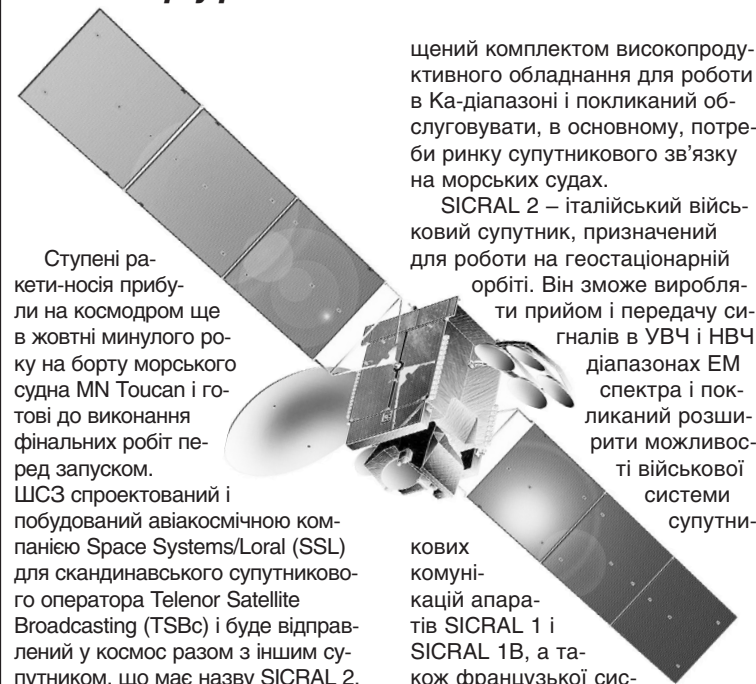 Ступені ра-
кети-носія прибу-
ли на космодром ще
в жовтні минулого ро-
ку на борту морського
судна MN Toucan і го-
тові до виконання
фінальних робіт пе-
ред запуском.
ШСЗ спроектований і
побудований авіакосмічною ком-
панією Space Systems/Loral (SSL)
для скандинавського супутниково-
го оператора Telenor Satellite
Broadcasting (TSBc) і буде відправ-
лений у космос разом з іншим су-
путником, що має назву SICRAL 2.
щений комплектом високопроду-
ктивного обладнання для роботи
в Ka-діапазоні і покликаний об-
слуговувати, в основному, потре-
би ринку супутникового зв’язку
на морських судах.
SICRAL 2 – італійський війсь-
ковий супутник, призначений
для роботи на геостаціонарній
орбіті. Він зможе виробля-
ти прийом і передачу си-
гналів в УВЧ і НВЧ
діапазонах ЕМ
спектра і пок-
ликаний розши-
рити можливос-
ті військової
системи
супутни-
кових
комуні-
кацій апара-
тів SICRAL 1 і
SICRAL 1B, а та-
кож французької сис-